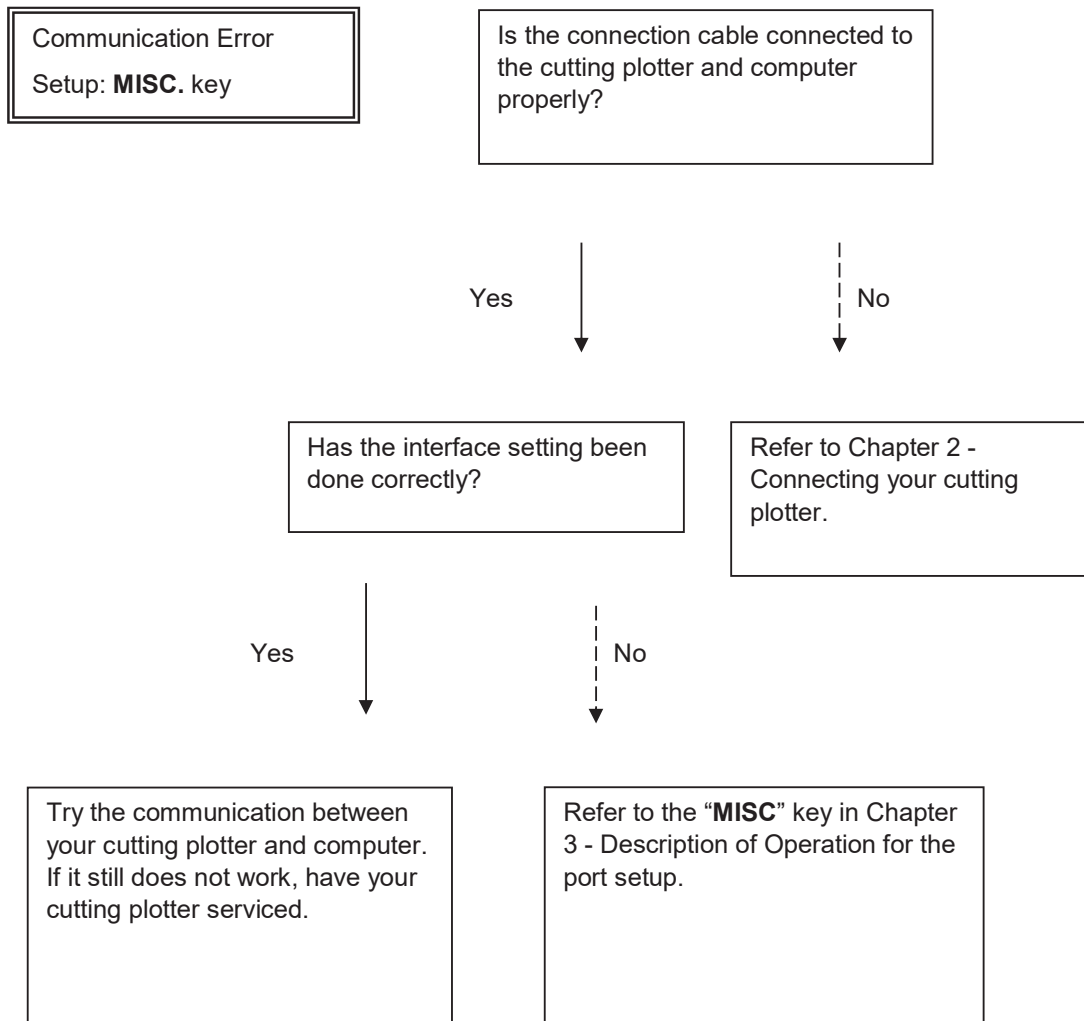 Communication Error
Setup: MISC. key
Is the connection cable connected to
the cutting plotter and computer
properly?
Yes
No
Has the interface setting been
done correctly?
Refer to Chapter 2 -
Connecting your cutting
plotter.
Yes
No
Try the communication between
your cutting plotter and computer.
If it still does not work, have your
cutting plotter serviced.
Refer to the “MISC” key in Chapter
3 - Description of Operation for the
port setup.